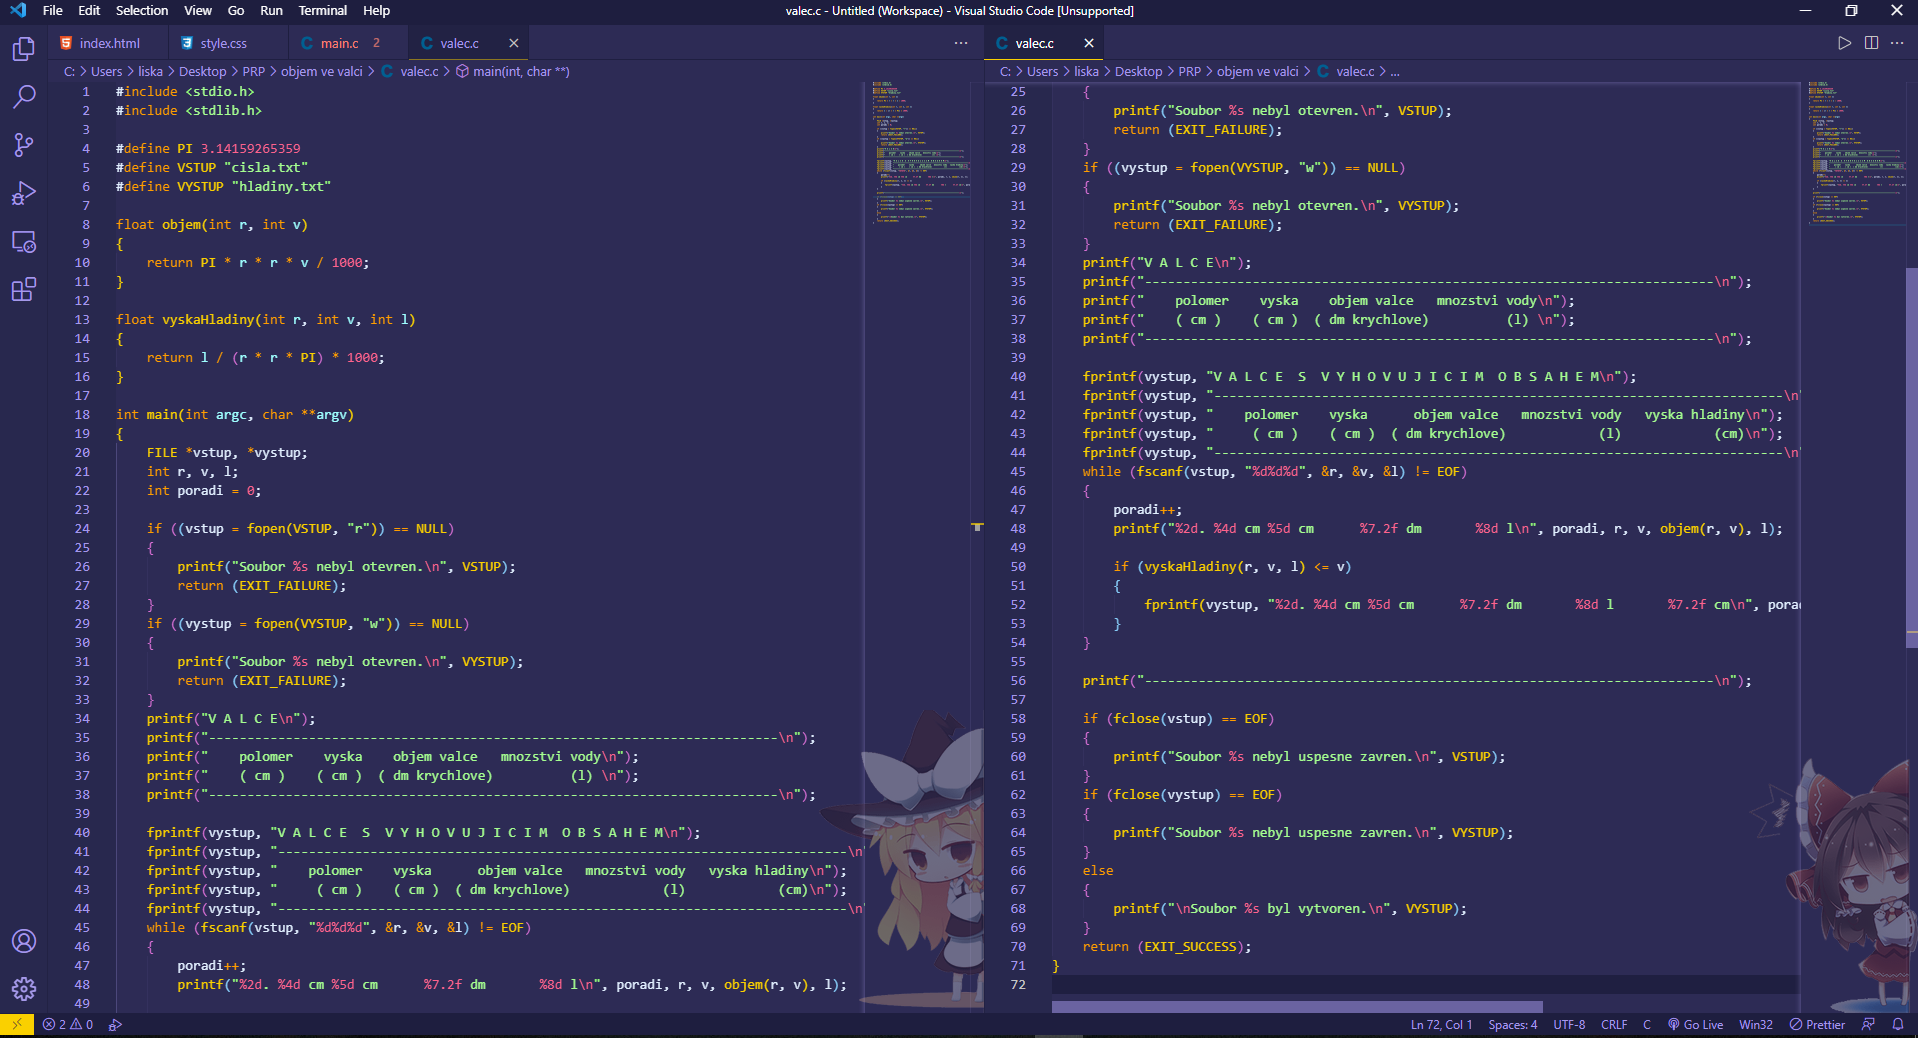 File Edit Selection View Go Run Terminal Help
valec.c - Untitled (Workspace) - Visual Studio Code [Unsupported]
index.html style.css main.c 2 valec.c
C: > Users > liska > Desktop > PRP > objem ve valci > C valec.c > main(int, char **)
1 #include <stdio.h>
2 #include <stdlib.h>
3
4 #define PI 3.14159265359
5 #define VSTUP "cisla.txt"
6 #define VYSTUP "hladiny.txt"
7
8 float objem(int r, int v)
9 {
10 return PI * r * r * v / 1000;
11 }
12
13 float vyskaHladiny(int r, int v, int l)
14 {
15 return l / (r * r * PI) * 1000;
16 }
17
18 int main(int argc, char **argv)
19 {
20 FILE *vstup, *vystup;
21 int r, v, l;
22 int poradi = 0;
23
24 if ((vstup = fopen(VSTUP, "r")) == NULL)
25 {
26 printf("Soubor %s nebyl otevren.\n", VSTUP);
27 return (EXIT_FAILURE);
28 }
29 if ((vystup = fopen(VYSTUP, "w")) == NULL)
30 {
31 printf("Soubor %s nebyl otevren.\n", VYSTUP);
32 return (EXIT_FAILURE);
33 }
34 printf("V A L C E\n");
35 printf("--------------------------------------------------------------------------\n");
36 printf("    polomer    vyska    objem valce   mnozstvi vody\n");
37 printf("    ( cm )    ( cm )  ( dm krychlove)          (l) \n");
38 printf("--------------------------------------------------------------------------\n");
39
40 fprintf(vystup, "V A L C E  S  V Y H O V U J I C I M  O B S A H E M\n");
41 fprintf(vystup, "--------------------------------------------------------------------------\n
42 fprintf(vystup, "    polomer    vyska      objem valce   mnozstvi vody   vyska hladiny\n");
43 fprintf(vystup, "     ( cm )    ( cm )  ( dm krychlove)            (l)            (cm)\n");
44 fprintf(vystup, "--------------------------------------------------------------------------\n
45 while (fscanf(vstup, "%d%d%d", &r, &v, &l) != EOF)
46 {
47 poradi++;
48 printf("%2d. %4d cm %5d cm      %7.2f dm       %8d l\n", poradi, r, v, objem(r, v), l);
49
valec.c
C: > Users > liska > Desktop > PRP > objem ve valci > C valec.c > ...
25 {
26 printf("Soubor %s nebyl otevren.\n", VSTUP);
27 return (EXIT_FAILURE);
28 }
29 if ((vystup = fopen(VYSTUP, "w")) == NULL)
30 {
31 printf("Soubor %s nebyl otevren.\n", VYSTUP);
32 return (EXIT_FAILURE);
33 }
34 printf("V A L C E\n");
35 printf("--------------------------------------------------------------------------\n");
36 printf("    polomer    vyska    objem valce   mnozstvi vody\n");
37 printf("    ( cm )    ( cm )  ( dm krychlove)          (l) \n");
38 printf("--------------------------------------------------------------------------\n");
39
40 fprintf(vystup, "V A L C E  S  V Y H O V U J I C I M  O B S A H E M\n");
41 fprintf(vystup, "--------------------------------------------------------------------------\n"
42 fprintf(vystup, "    polomer    vyska      objem valce   mnozstvi vody   vyska hladiny\n");
43 fprintf(vystup, "     ( cm )    ( cm )  ( dm krychlove)            (l)            (cm)\n");
44 fprintf(vystup, "--------------------------------------------------------------------------\n"
45 while (fscanf(vstup, "%d%d%d", &r, &v, &l) != EOF)
46 {
47 poradi++;
48 printf("%2d. %4d cm %5d cm      %7.2f dm       %8d l\n", poradi, r, v, objem(r, v), l);
49
50 if (vyskaHladiny(r, v, l) <= v)
51 {
52 fprintf(vystup, "%2d. %4d cm %5d cm      %7.2f dm       %8d l       %7.2f cm\n", pora
53 }
54 }
55
56 printf("--------------------------------------------------------------------------\n");
57
58 if (fclose(vstup) == EOF)
59 {
60 printf("Soubor %s nebyl uspesne zavren.\n", VSTUP);
61 }
62 if (fclose(vystup) == EOF)
63 {
64 printf("Soubor %s nebyl uspesne zavren.\n", VYSTUP);
65 }
66 else
67 {
68 printf("\nSoubor %s byl vytvoren.\n", VYSTUP);
69 }
70 return (EXIT_SUCCESS);
71 }
72
2 0 Ln 72, Col 1 Spaces: 4 UTF-8 CRLF C Go Live Win32 Prettier